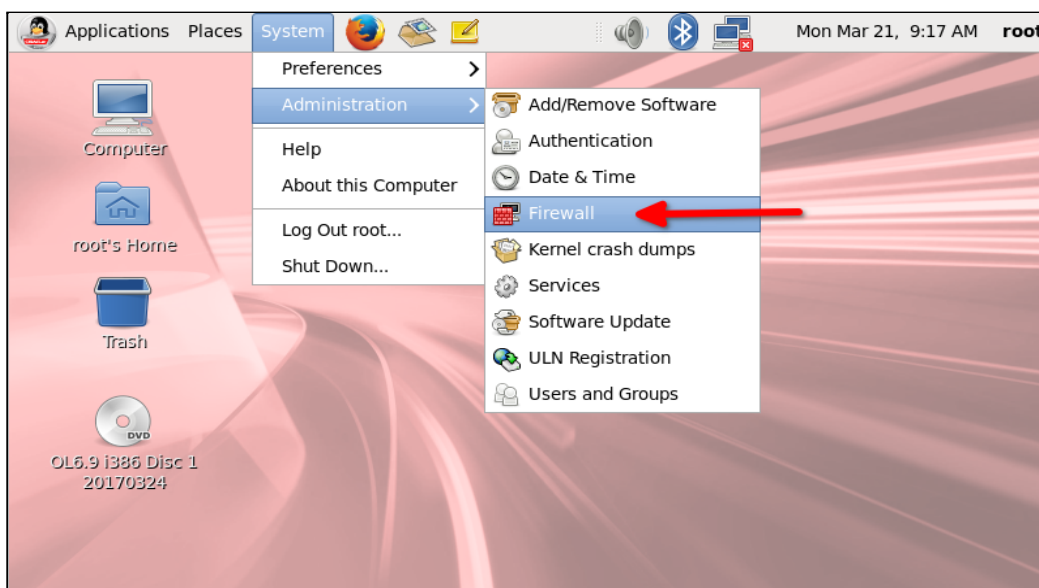 Applications Places System Mon Mar 21, 9:17 AM root
Preferences
Administration
Help
About this Computer
Log Out root...
Shut Down...
Add/Remove Software
Authentication
Date & Time
Firewall
Kernel crash dumps
Services
Software Update
ULN Registration
Users and Groups
Computer
root's Home
Trash
DVD
OL6.9 i386 Disc 1
20170324